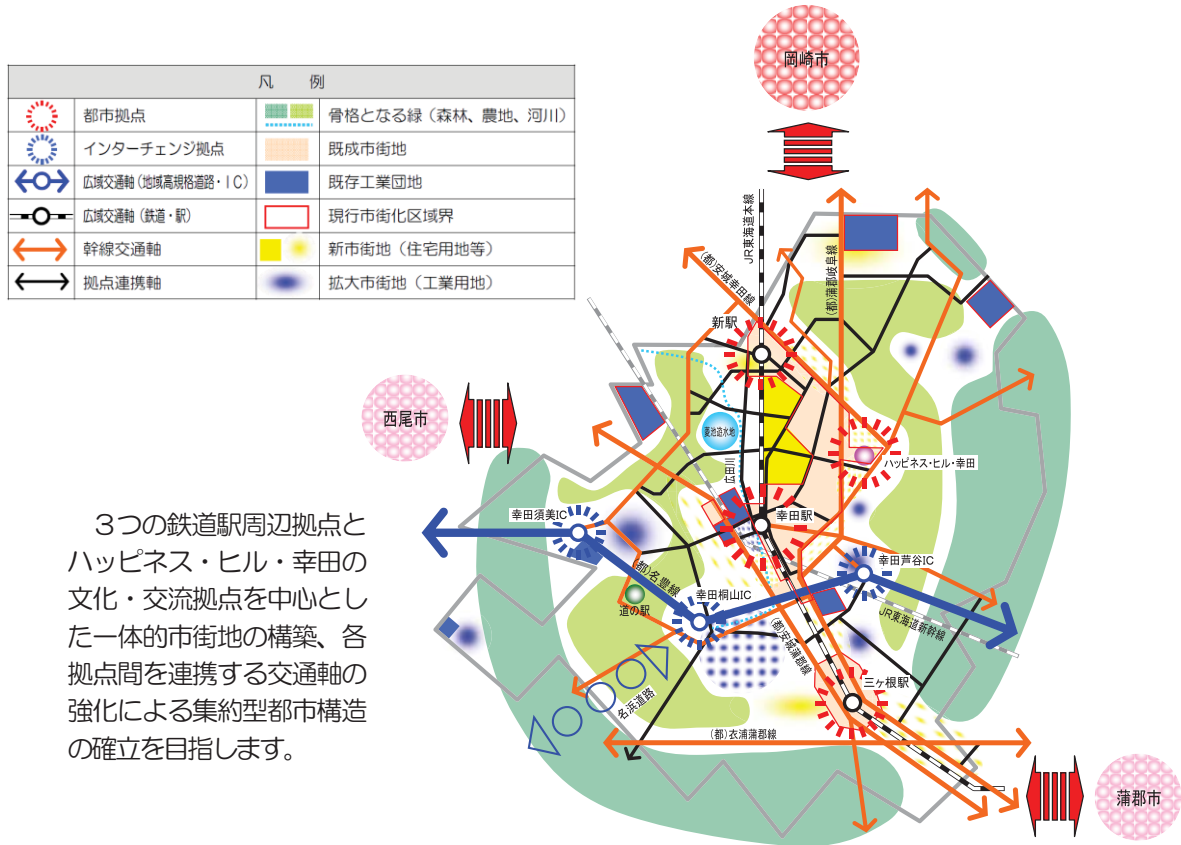 岡崎市
凡 例
都市拠点
骨格となる緑（森林、農地、河川）
インターチェンジ拠点
既成市街地
広域交通軸（地域高規格道路・ＩＣ）
既存工業団地
広域交通軸（鉄道・駅）
現行市街化区域界
幹線交通軸
新市街地（住宅用地等）
拠点連携軸
拡大市街地（工業用地）
JR東海道本線
(都)安城幸田線
(都)蒲郡岐阜線
新駅
西尾市
菱池遊水地
広田川
ハッピネス・ヒル・幸田
幸田須美IC
幸田駅
幸田芦谷IC
(都)名豊線
幸田桐山IC
道の駅
JR東海道新幹線
(都)安城蒲郡線
三ヶ根駅
名浜道路
(都)衣浦蒲郡線
蒲郡市
３つの鉄道駅周辺拠点と
ハッピネス・ヒル・幸田の
文化・交流拠点を中心とし
た一体的市街地の構築、各
拠点間を連携する交通軸の
強化による集約型都市構造
の確立を目指します。